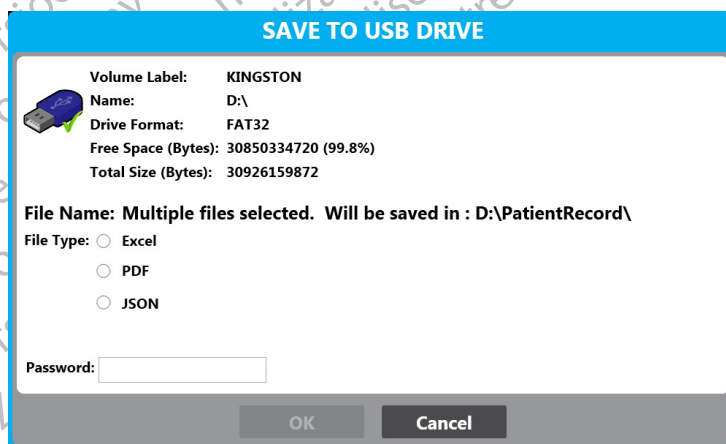 SAVE TO USB DRIVE
Volume Label: KINGSTON
Name: D:\
Drive Format: FAT32
Free Space (Bytes): 30850334720 (99.8%)
Total Size (Bytes): 30926159872
File Name: Multiple files selected. Will be saved in : D:\PatientRecord\
File Type: Excel
PDF
JSON
Password:
OK Cancel